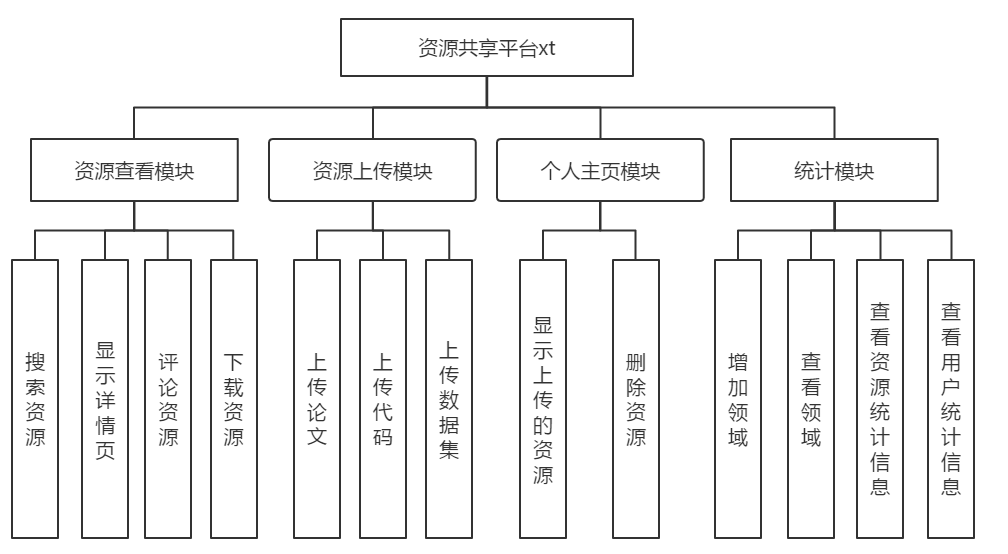 资源共享平台xt
资源查看模块
资源上传模块
个人主页模块
统计模块
搜索资源
显示详情页
评论资源
下载资源
上传论文
上传代码
上传数据集
显示上传的资源
删除资源
增加领域
查看领域
查看资源统计信息
查看用户统计信息